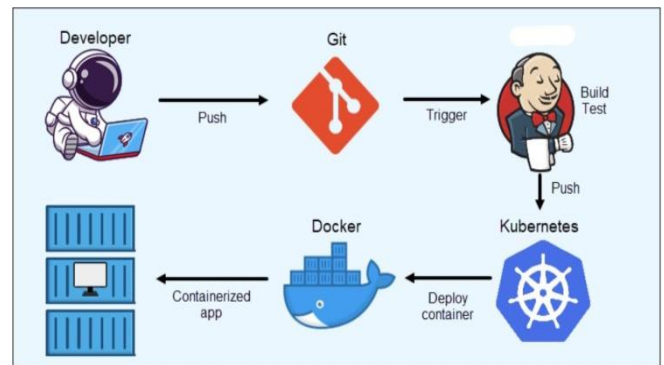 Developer
Git
Push
Trigger
Build
Test
Push
Docker
Kubernetes
Containerized
app
Deploy
container